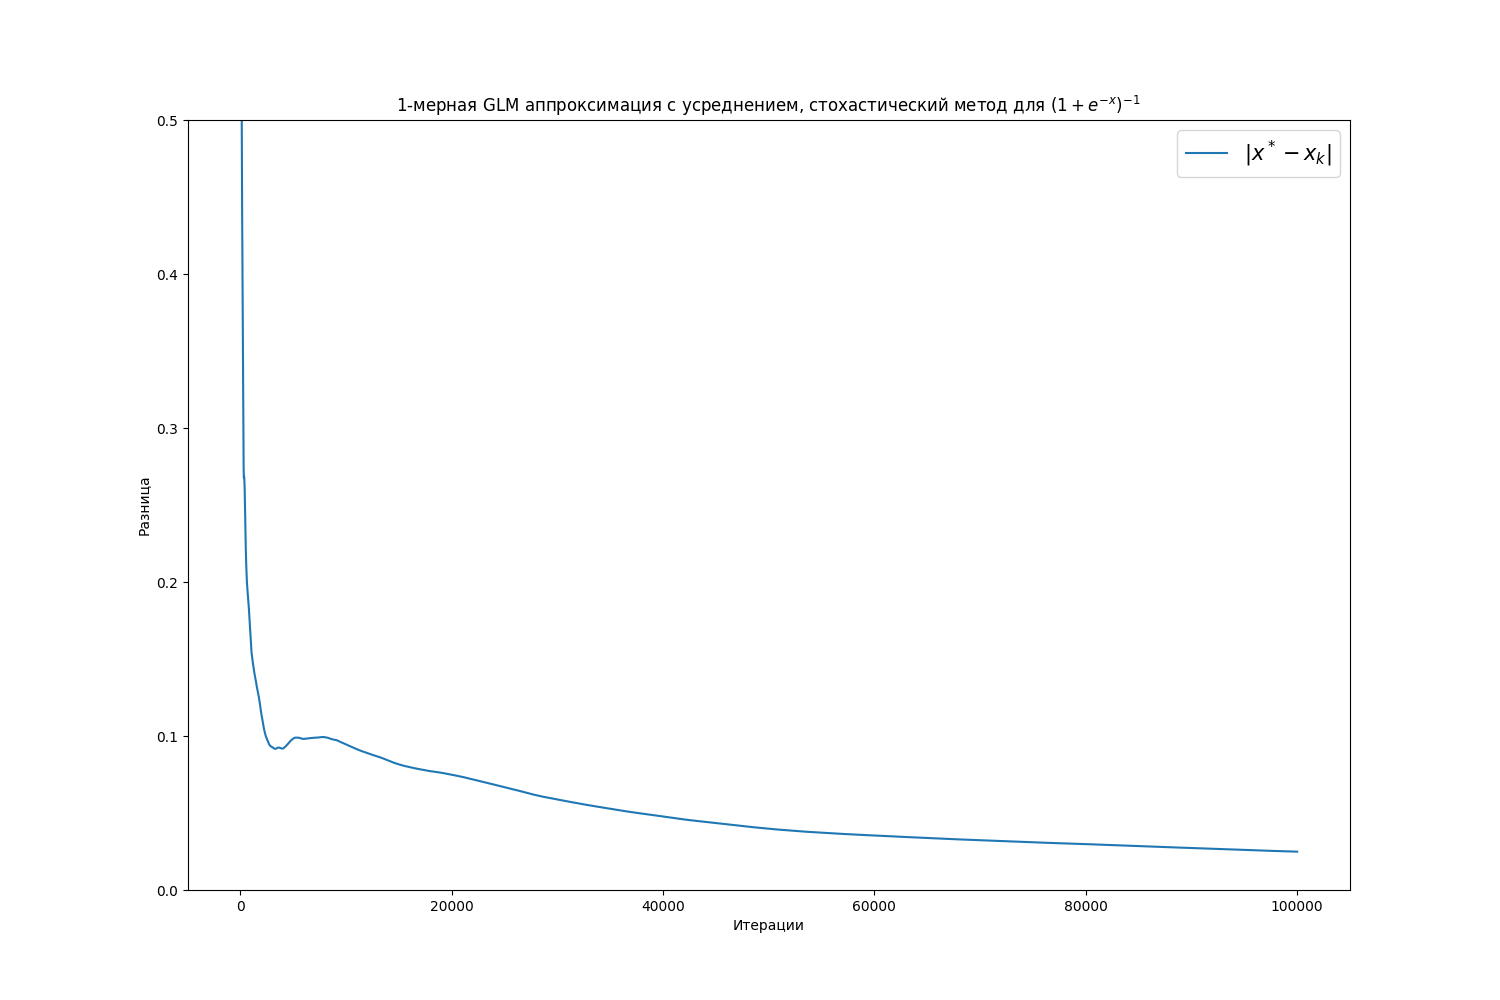 1-мерная GLM аппроксимация с усреднением, стохастический метод для $(1 + e^{-x})^{-1}$
$|x^* - x_k|$
0.5
0.4
0.3
0.2
0.1
0.0
Разница
0 20000 40000 60000 80000 100000
Итерации